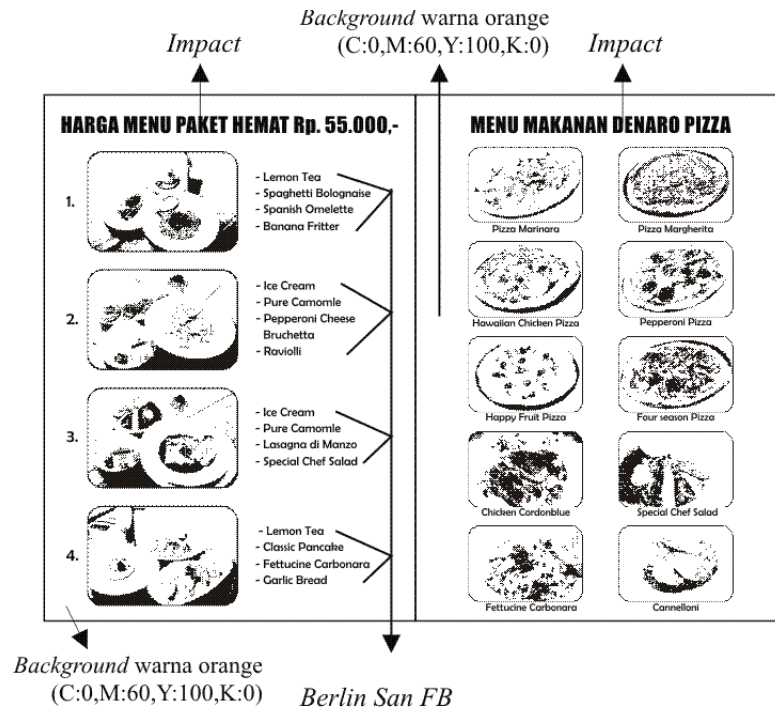 Background warna orange
(C:0,M:60,Y:100,K:0)
Impact
Impact
HARGA MENU PAKET HEMAT Rp. 55.000,-
1.
- Lemon Tea
- Spaghetti Bolognaise
- Spanish Omelette
- Banana Fritter
2.
- Ice Cream
- Pure Camomle
- Pepperoni Cheese
Bruchetta
- Raviolli
3.
- Ice Cream
- Pure Camomle
- Lasagna di Manzo
- Special Chef Salad
4.
- Lemon Tea
- Classic Pancake
- Fettucine Carbonara
- Garlic Bread
MENU MAKANAN DENARO PIZZA
Pizza Marinara
Pizza Margherita
Hawaiian Chicken Pizza
Pepperoni Pizza
Happy Fruit Pizza
Four season Pizza
Chicken Cordonblue
Special Chef Salad
Fettucine Carbonara
Cannelloni
Background warna orange
(C:0,M:60,Y:100,K:0)
Berlin San FB